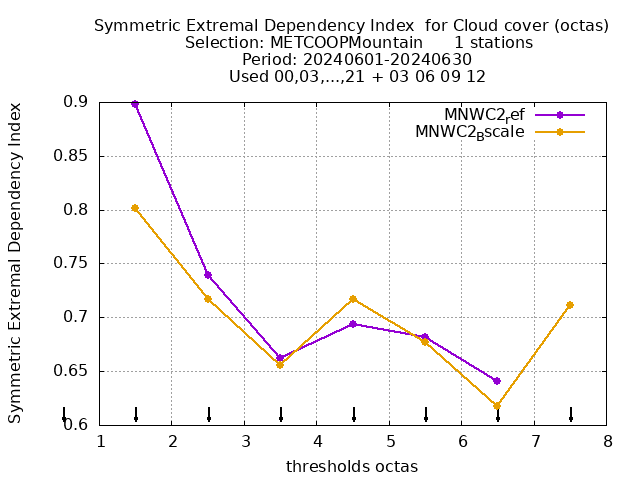 Symmetric Extremal Dependency Index  for Cloud cover (octas)
Selection: METCOOPMountain      1 stations
Period: 20240601-20240630
Used 00,03,...,21 + 03 06 09 12
Symmetric Extremal Dependency Index
0.9
0.85
0.8
0.75
0.7
0.65
0.6
MNWC2ref
MNWC2Bscale
1 2 3 4 5 6 7 8
thresholds octas